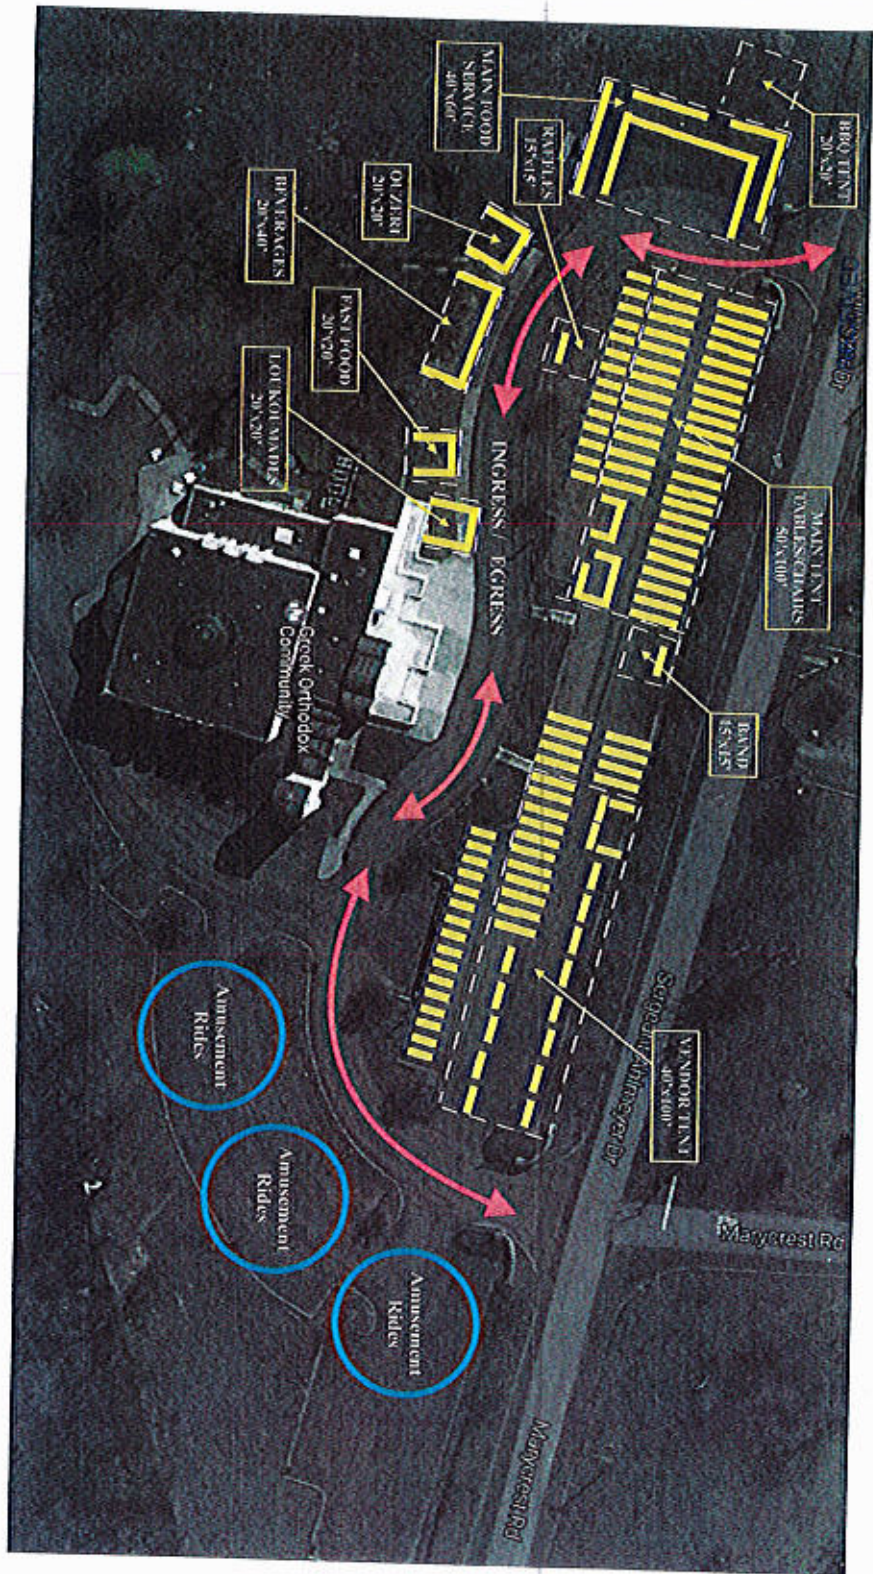 BBQ TENT
20'x20'
MAIN FOOD
SERVICE
40'x60'
RAFFLES
15'x15'
OUZERI
20'x20'
BEVERAGES
20'x40'
FAST FOOD
20'x20'
LOUKOUMADES
20'x20'
MAIN TENT
TABLES/CHAIRS
50'x100'
BAND
15'x15'
INGRESS / EGRESS
Greek Orthodox
Community
VENDOR TENT
40'x100'
Marycrest Rd
Marycrest Rd
Amusement
Rides
Amusement
Rides
Amusement
Rides